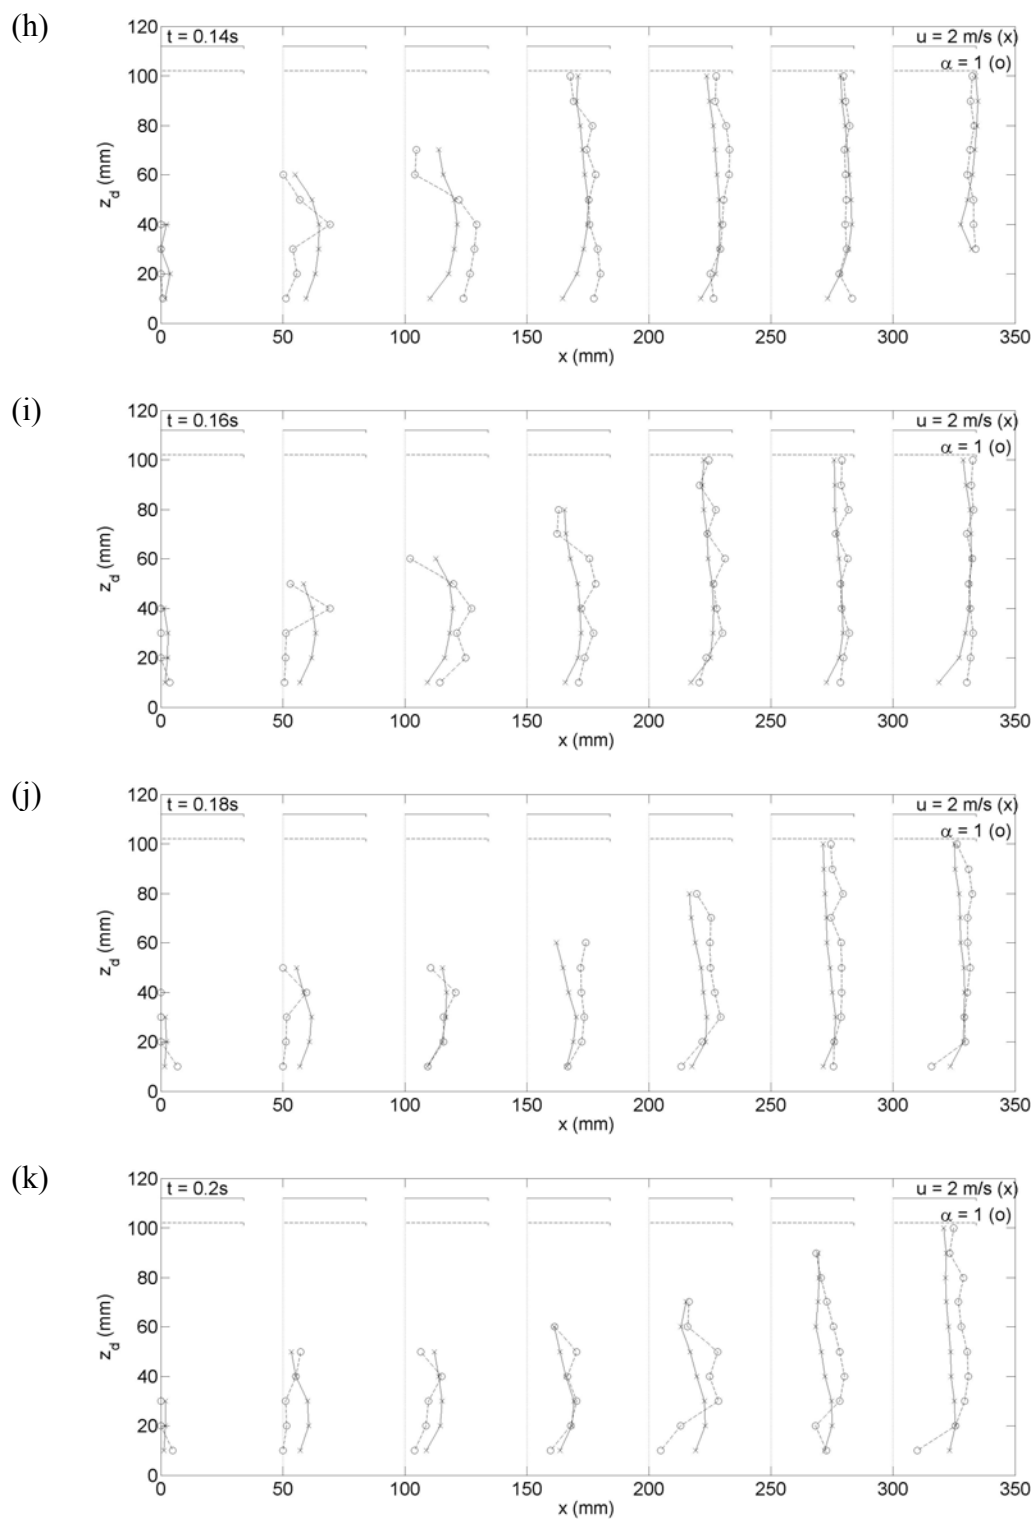 (h)
120
t = 0.14s
u = 2 m/s (x)
100
α = 1 (o)
80
60
40
20
0
z_d (mm)
0 50 100 150 200 250 300 350
x (mm)
(i)
120
t = 0.16s
u = 2 m/s (x)
100
α = 1 (o)
80
60
40
20
0
z_d (mm)
0 50 100 150 200 250 300 350
x (mm)
(j)
120
t = 0.18s
u = 2 m/s (x)
100
α = 1 (o)
80
60
40
20
0
z_d (mm)
0 50 100 150 200 250 300 350
x (mm)
(k)
120
t = 0.2s
u = 2 m/s (x)
100
α = 1 (o)
80
60
40
20
0
z_d (mm)
0 50 100 150 200 250 300 350
x (mm)